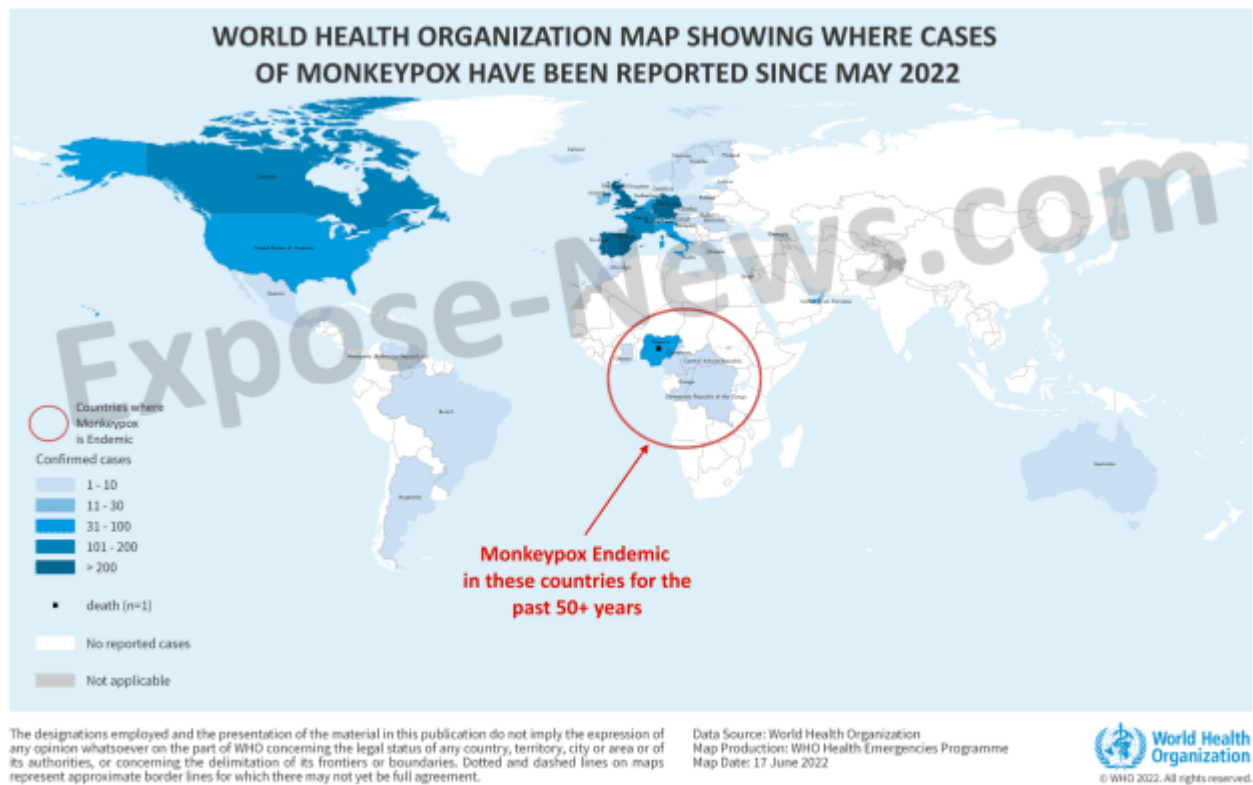 WORLD HEALTH ORGANIZATION MAP SHOWING WHERE CASES
OF MONKEYPOX HAVE BEEN REPORTED SINCE MAY 2022
Expose-News.com
Canada
United States of America
Mexico
Brazil
Argentina
Iceland
Ghana
Central African Republic
Democratic Republic of the Congo
United Arab Emirates
Australia
Countries where
Monkeypox
is Endemic
Confirmed cases
1 - 10
11 - 30
31 - 100
101 - 200
> 200
death (n=1)
No reported cases
Not applicable
Monkeypox Endemic
in these countries for the
past 50+ years
The designations employed and the presentation of the material in this publication do not imply the expression of
any opinion whatsoever on the part of WHO concerning the legal status of any country, territory, city or area or of
its authorities, or concerning the delimitation of its frontiers or boundaries. Dotted and dashed lines on maps
represent approximate border lines for which there may not yet be full agreement.
Data Source: World Health Organization
Map Production: WHO Health Emergencies Programme
Map Date: 17 June 2022
World Health
Organization
© WHO 2022. All rights reserved.